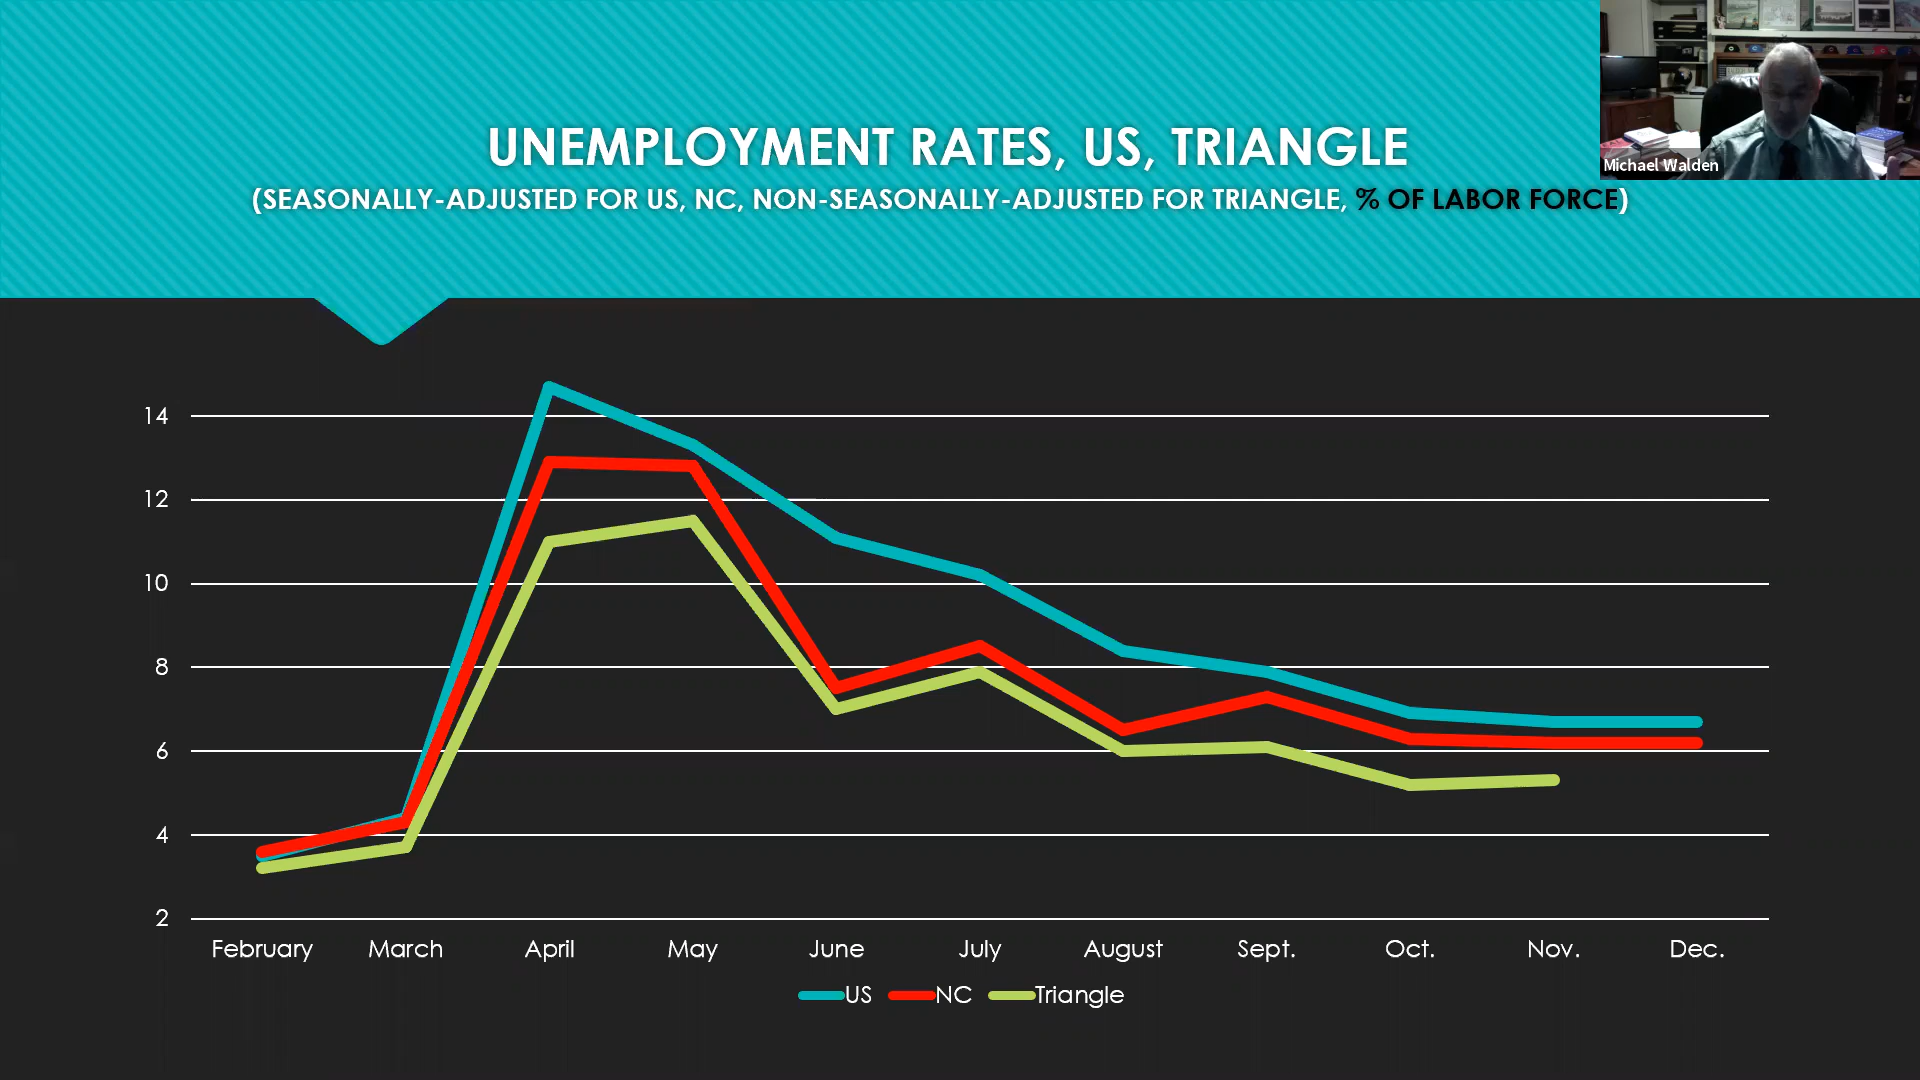 UNEMPLOYMENT RATES, US, TRIANGLE
(SEASONALLY-ADJUSTED FOR US, NC, NON-SEASONALLY-ADJUSTED FOR TRIANGLE, % OF LABOR FORCE)
Michael Walden
14
12
10
8
6
4
2
February March April May June July August Sept. Oct. Nov. Dec.
US NC Triangle